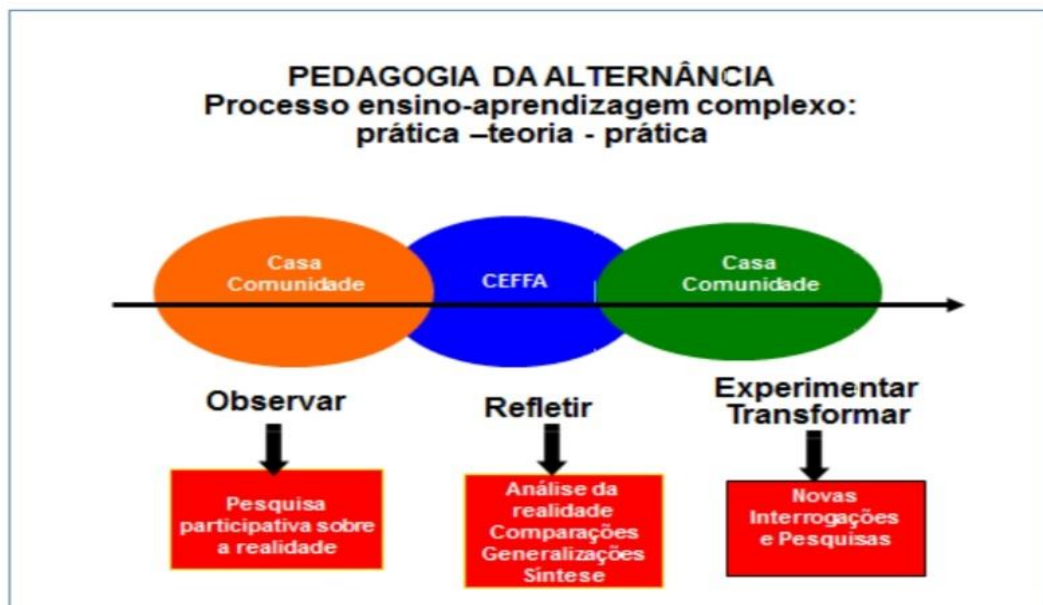 PEDAGOGIA DA ALTERNÂNCIA
Processo ensino-aprendizagem complexo:
prática –teoria - prática
Casa
Comunidade
CEFFA
Casa
Comunidade
Observar
Refletir
Experimentar
Transformar
Pesquisa
participativa sobre
a realidade
Análise da
realidade
Comparações
Generalizações
Síntese
Novas
Interrogações
e Pesquisas